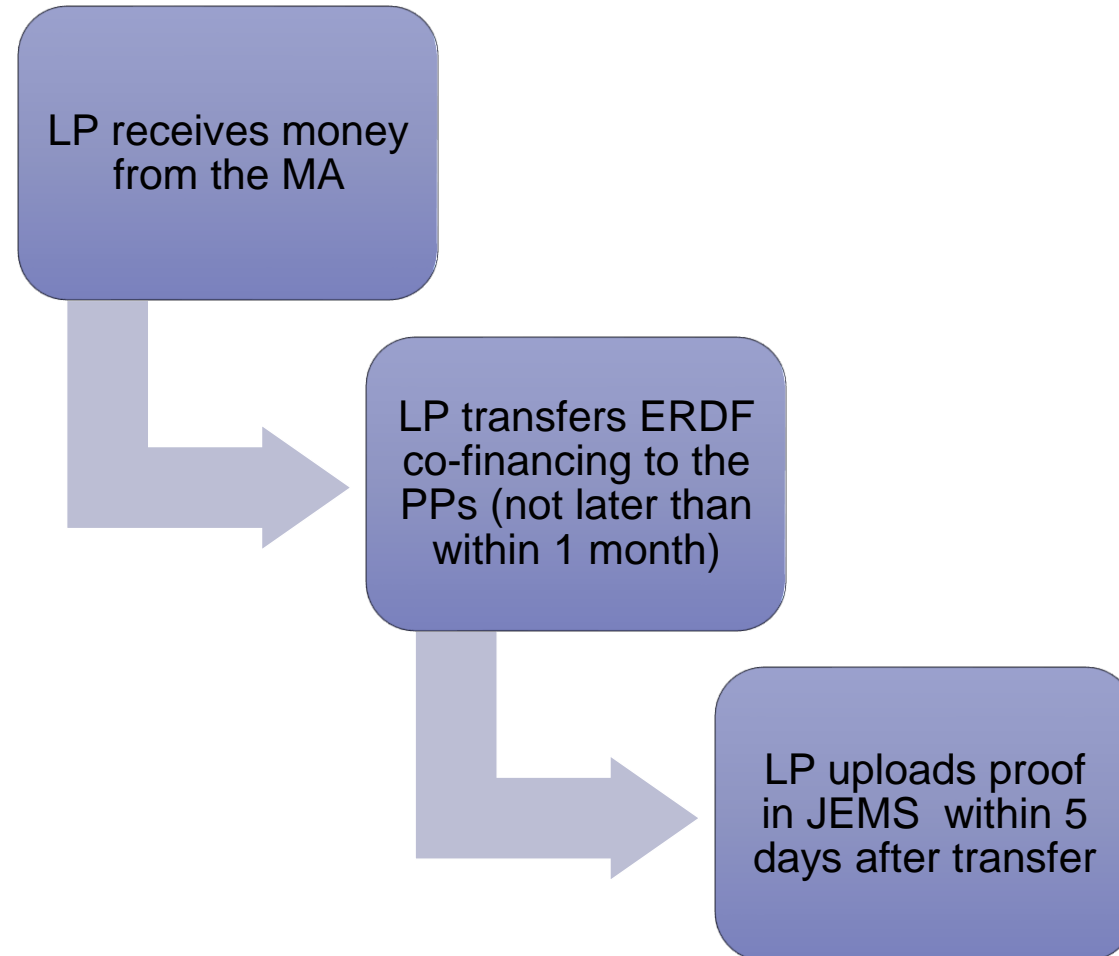 LP receives money
from the MA
LP transfers ERDF
co-financing to the
PPs (not later than
within 1 month)
LP uploads proof
in JEMS within 5
days after transfer